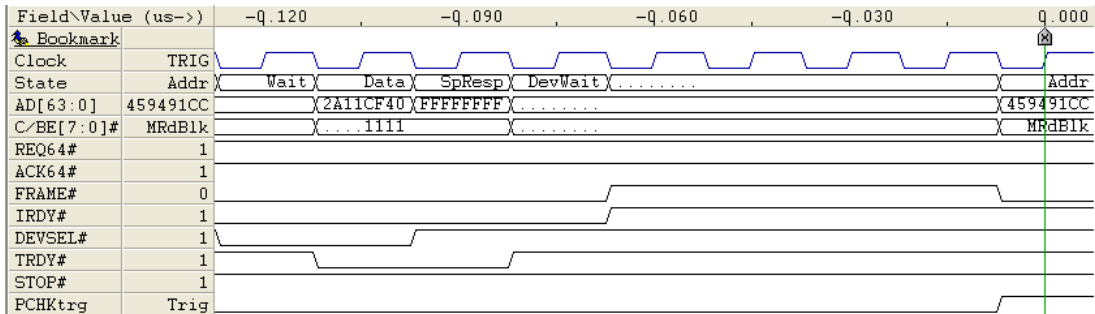 Field\Value (us->) -0.120 -0.090 -0.060 -0.030 0.000
Bookmark
Clock TRIG
State Addr Wait Data SpResp DevWait ........ Addr
AD[63:0] 459491CC 2A11CF40 FFFFFFFF ........ 459491CC
C/BE[7:0]# MRdBlk ....1111 ........ MRdBlk
REQ64# 1
ACK64# 1
FRAME# 0
IRDY# 1
DEVSEL# 1
TRDY# 1
STOP# 1
PCHKtrg Trig